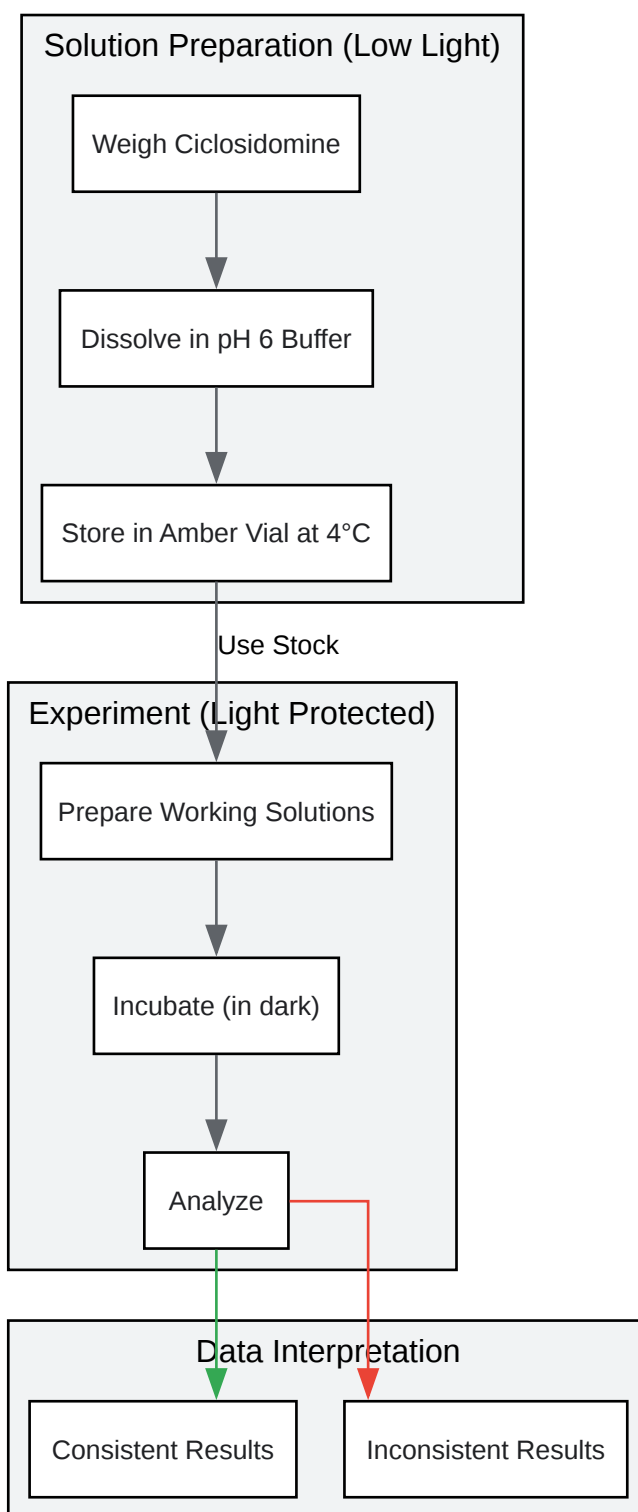 Solution Preparation (Low Light)
Weigh Ciclosidomine
Dissolve in pH 6 Buffer
Store in Amber Vial at 4°C
Use Stock
Experiment (Light Protected)
Prepare Working Solutions
Incubate (in dark)
Analyze
Data Interpretation
Consistent Results
Inconsistent Results